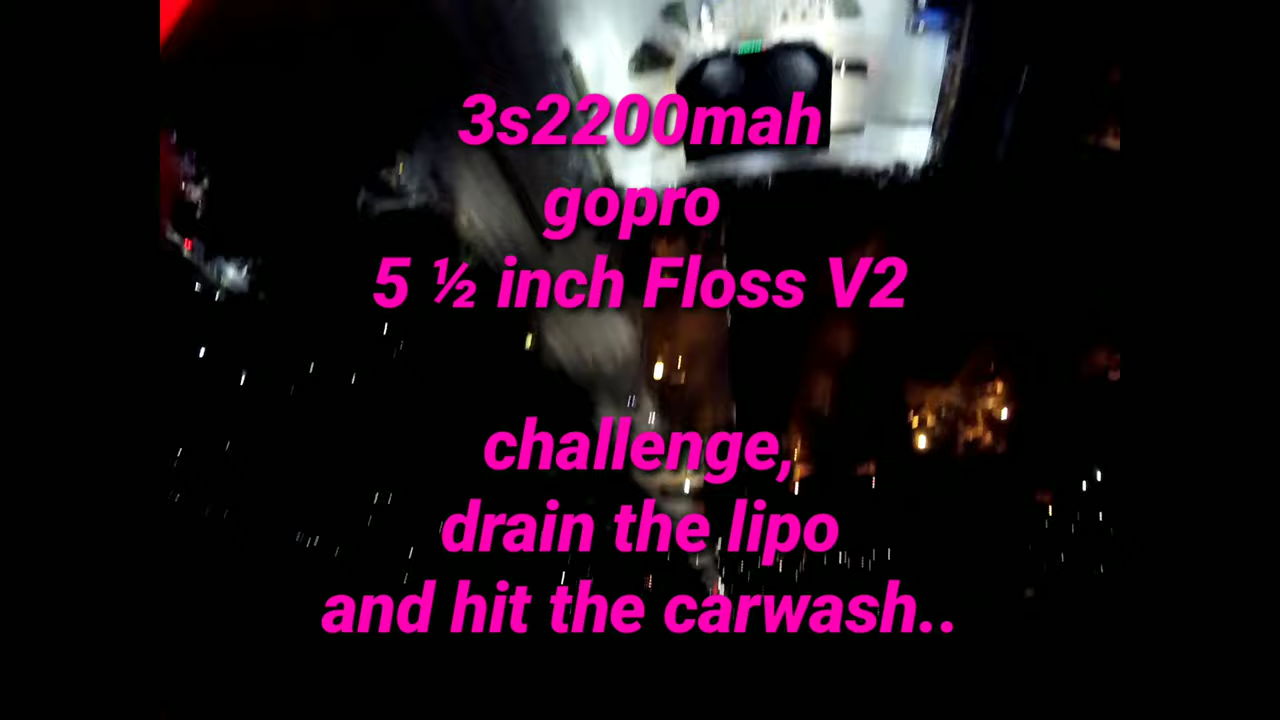 3s2200mah
gopro
5 ½ inch Floss V2
challenge,
drain the lipo
and hit the carwash..